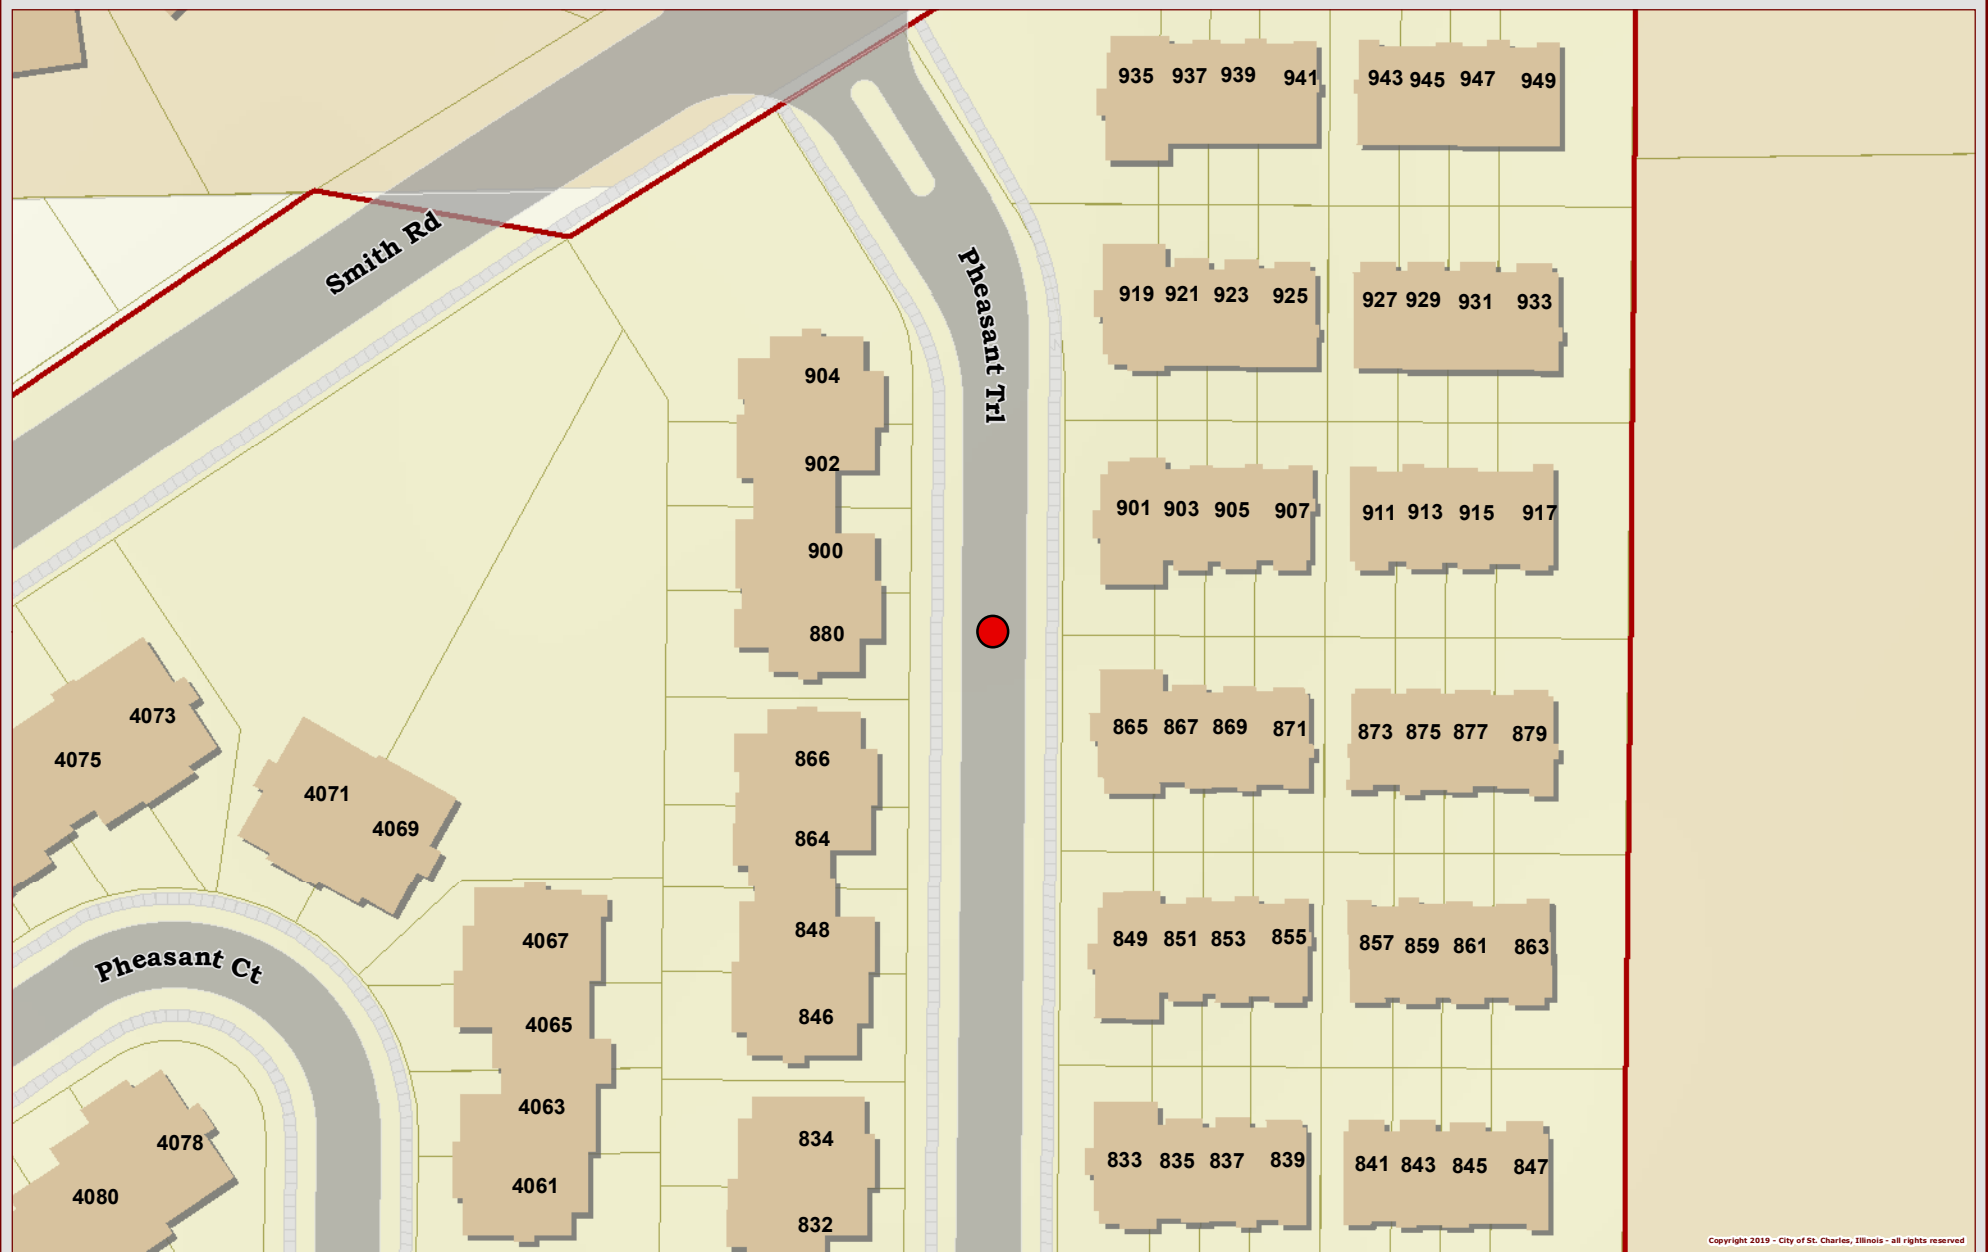 935 937 939 941 943 945 947 949
Smith Rd
Pheasant Trl
919 921 923 925 927 929 931 933
904
902
901 903 905 907 911 913 915 917
900
880
4073
4075
4071
4069
866
865 867 869 871 873 875 877 879
864
848
846
849 851 853 855 857 859 861 863
4067
4065
4063
4061
Pheasant Ct
4078
4080
834
832
833 835 837 839 841 843 845 847
Copyright 2019 - City of St. Charles, Illinois - all rights reserved